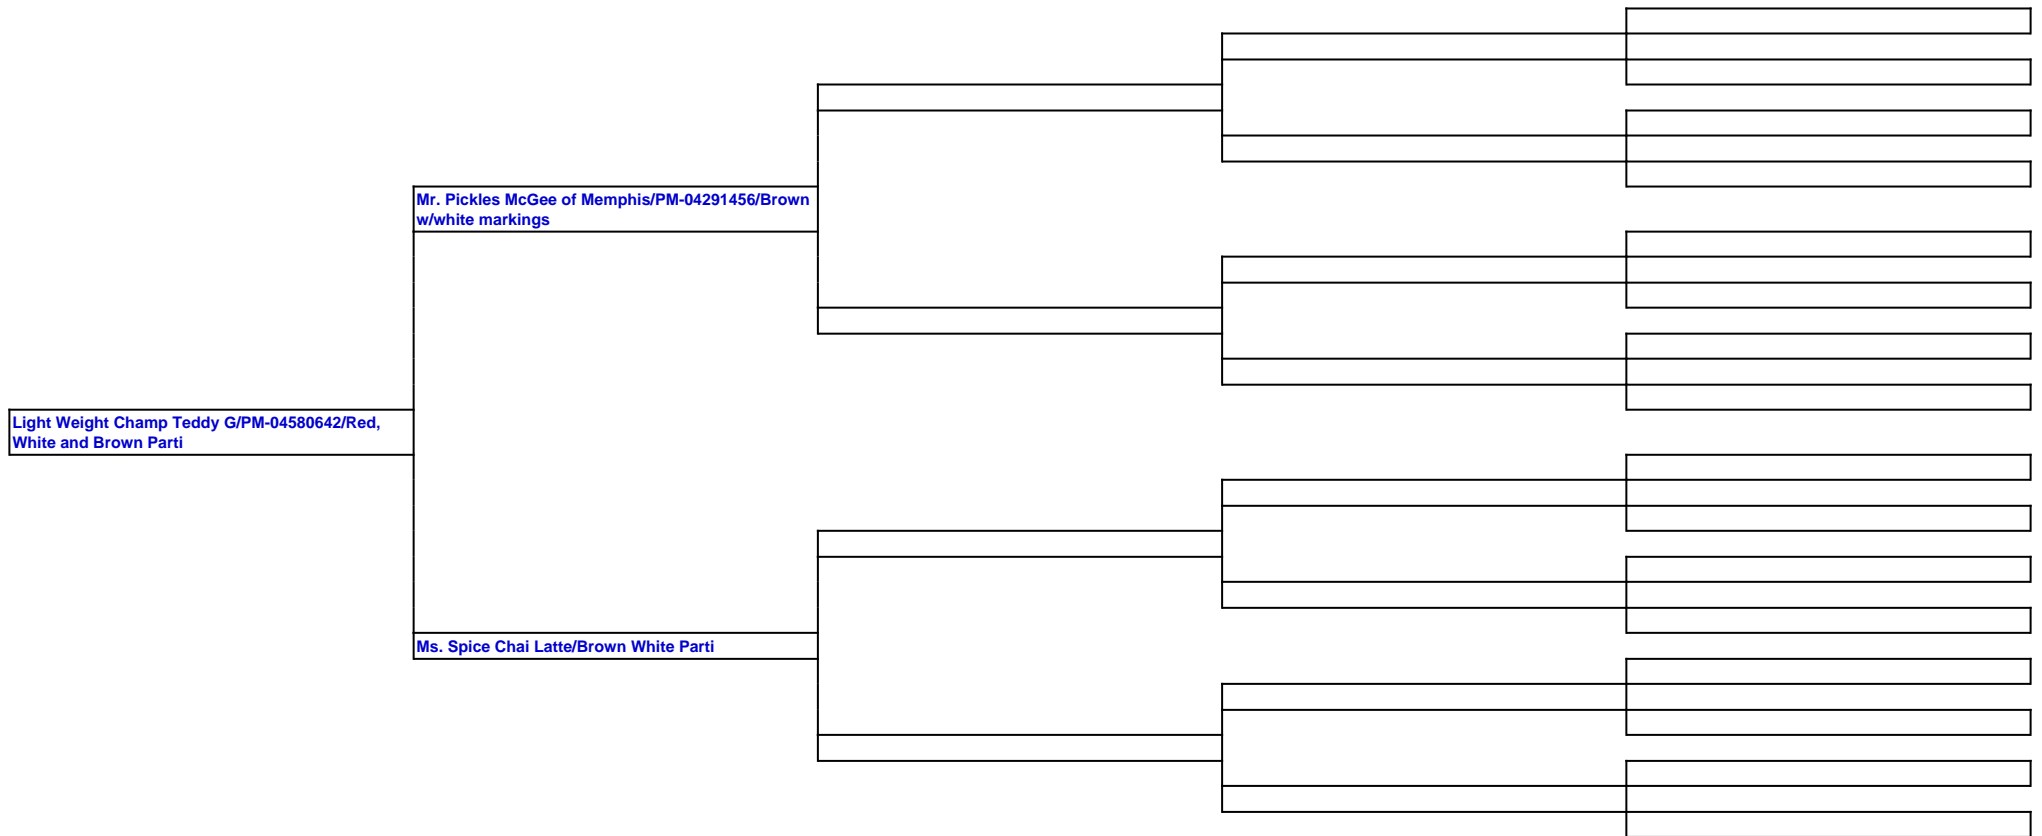 Mr. Pickles McGee of Memphis/PM-04291456/Brown
w/white markings
Light Weight Champ Teddy G/PM-04580642/Red,
White and Brown Parti
Ms. Spice Chai Latte/Brown White Parti